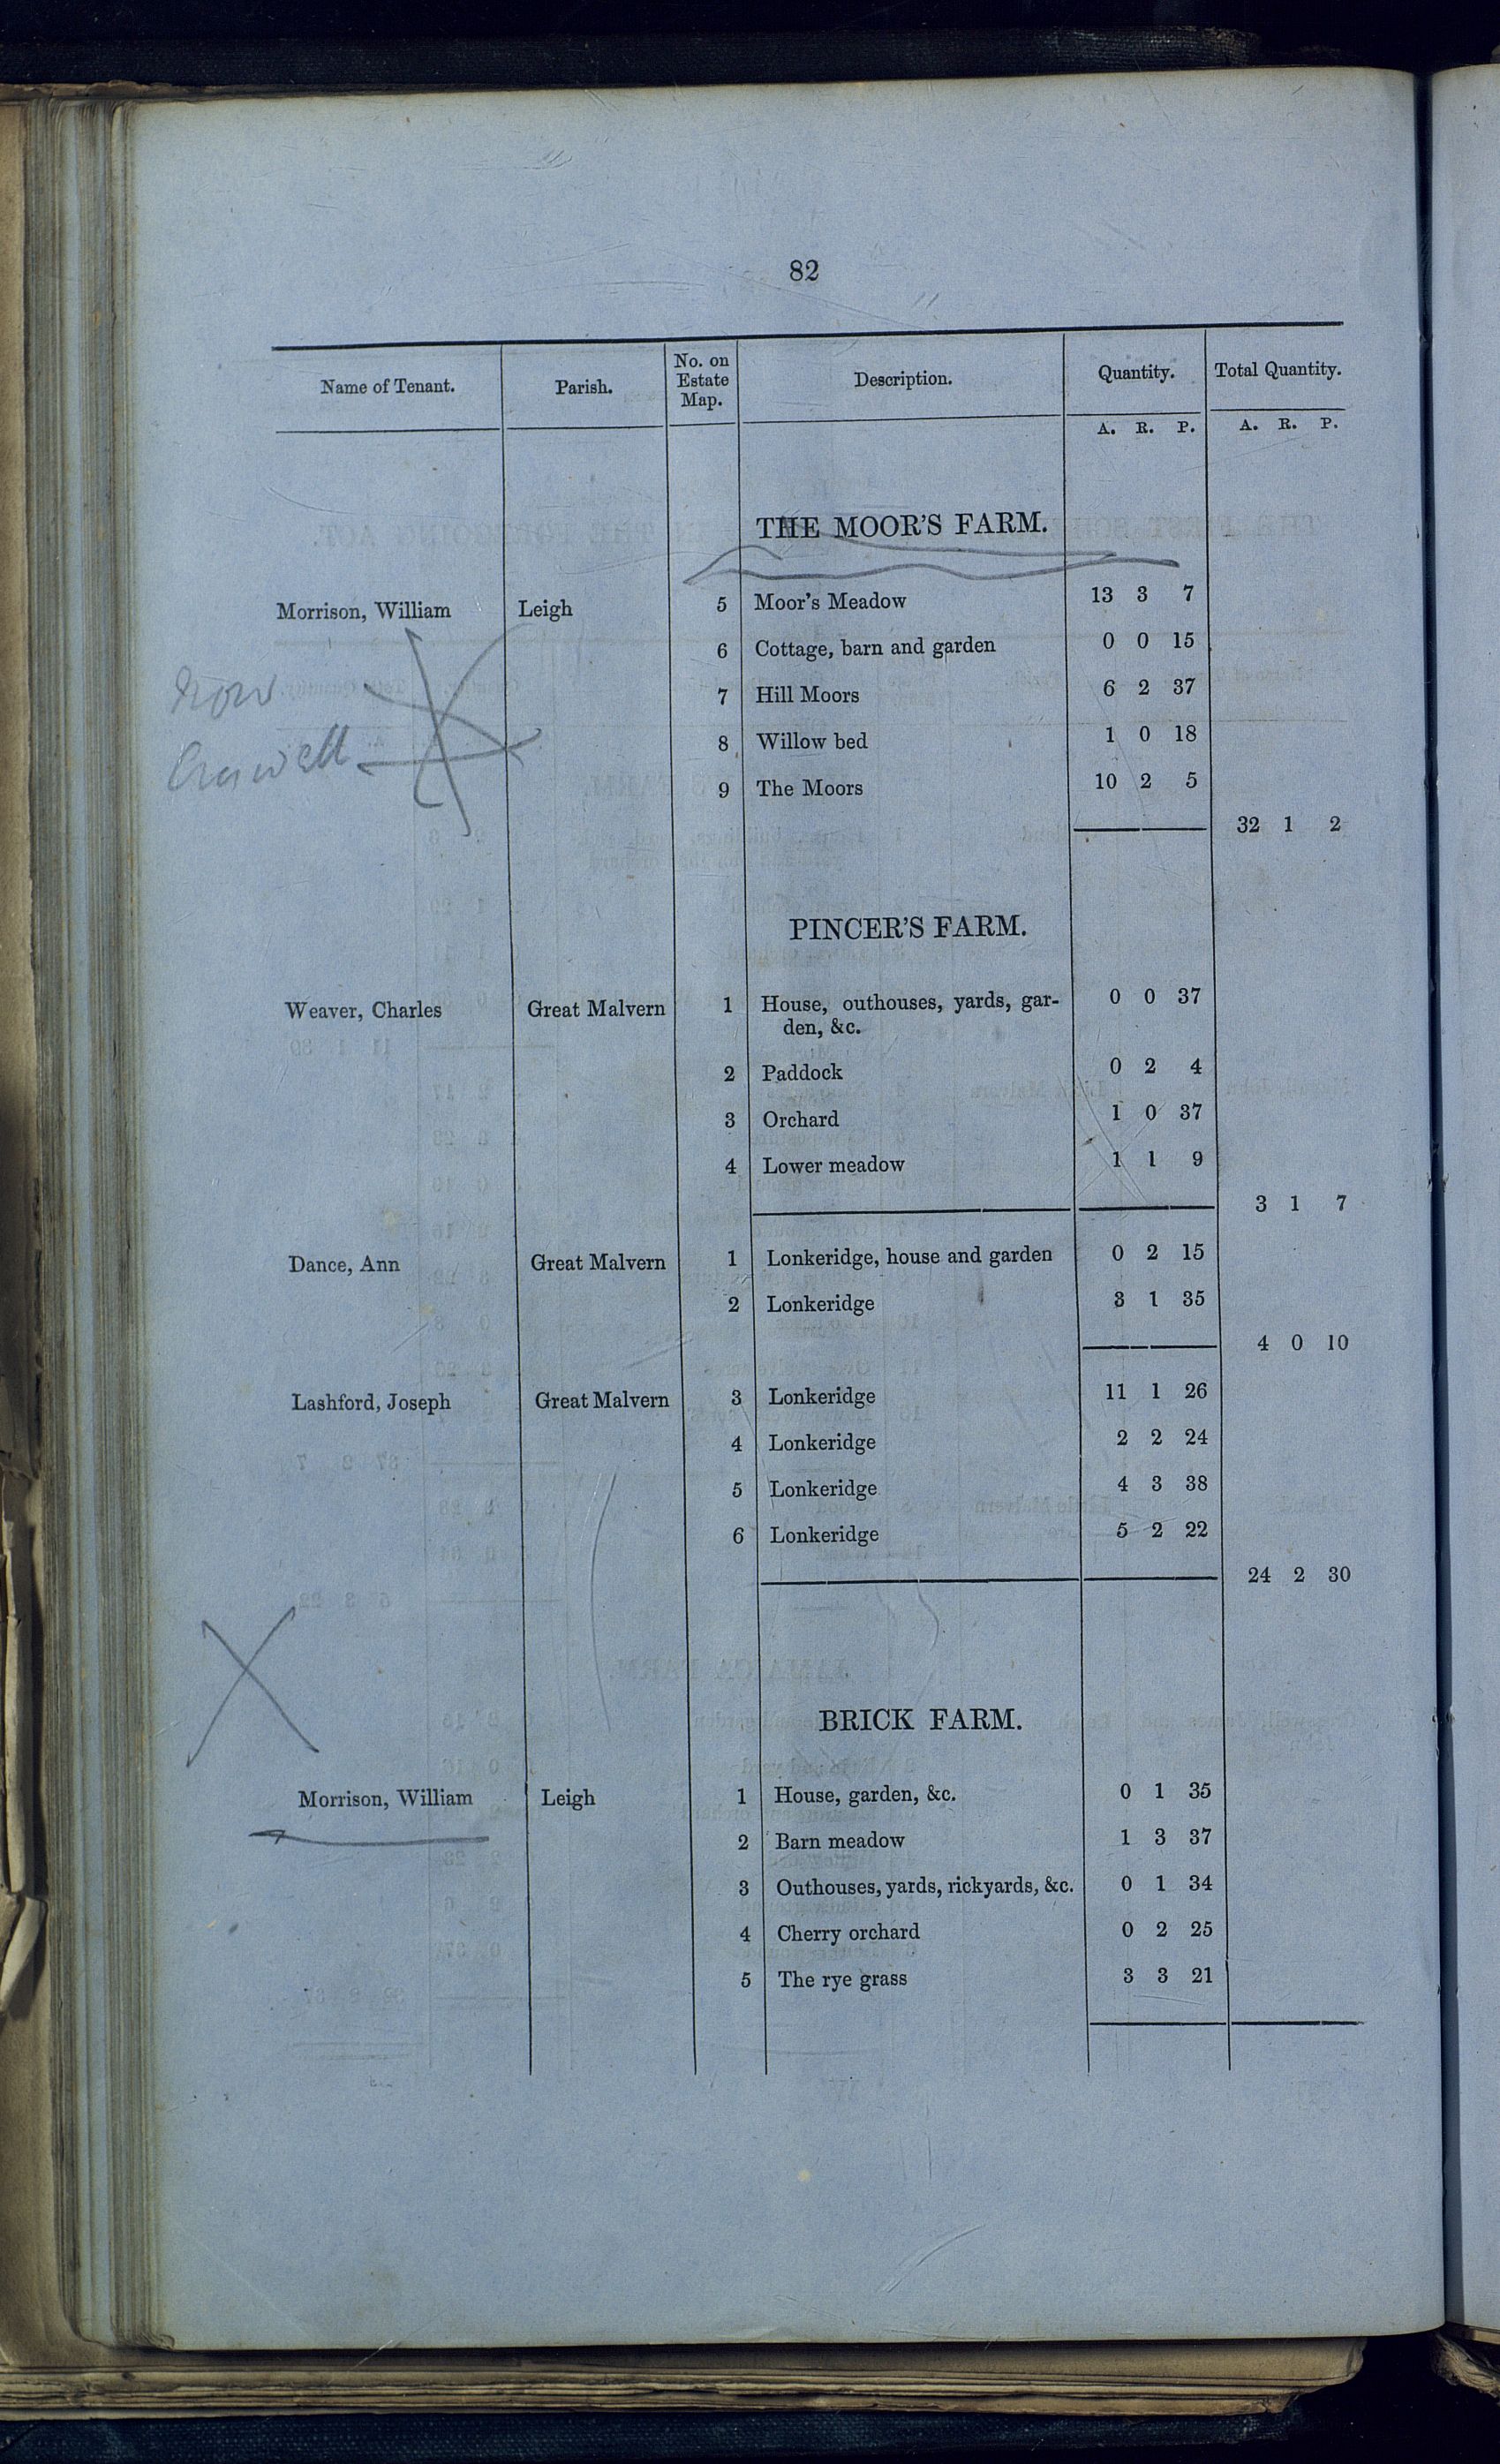 82
Name of Tenant. Parish. No. on Estate Map. Description. Quantity. Total Quantity.
A. R. P. A. R. P.
THE MOOR'S FARM.
Morrison, William Leigh 5 Moor's Meadow 13 3 7
6 Cottage, barn and garden 0 0 15
now
7 Hill Moors 6 2 37
8 Willow bed 1 0 18
9 The Moors 10 2 5
32 1 2
PINCER'S FARM.
Weaver, Charles Great Malvern 1 House, outhouses, yards, gar- 0 0 37
den, &c.
2 Paddock 0 2 4
3 Orchard 1 0 37
4 Lower meadow 1 1 9
3 1 7
Dance, Ann Great Malvern 1 Lonkeridge, house and garden 0 2 15
2 Lonkeridge 3 1 35
4 0 10
Lashford, Joseph Great Malvern 3 Lonkeridge 11 1 26
4 Lonkeridge 2 2 24
5 Lonkeridge 4 3 38
6 Lonkeridge 5 2 22
24 2 30
BRICK FARM.
Morrison, William Leigh 1 House, garden, &c. 0 1 35
2 Barn meadow 1 3 37
3 Outhouses, yards, rickyards, &c. 0 1 34
4 Cherry orchard 0 2 25
5 The rye grass 3 3 21